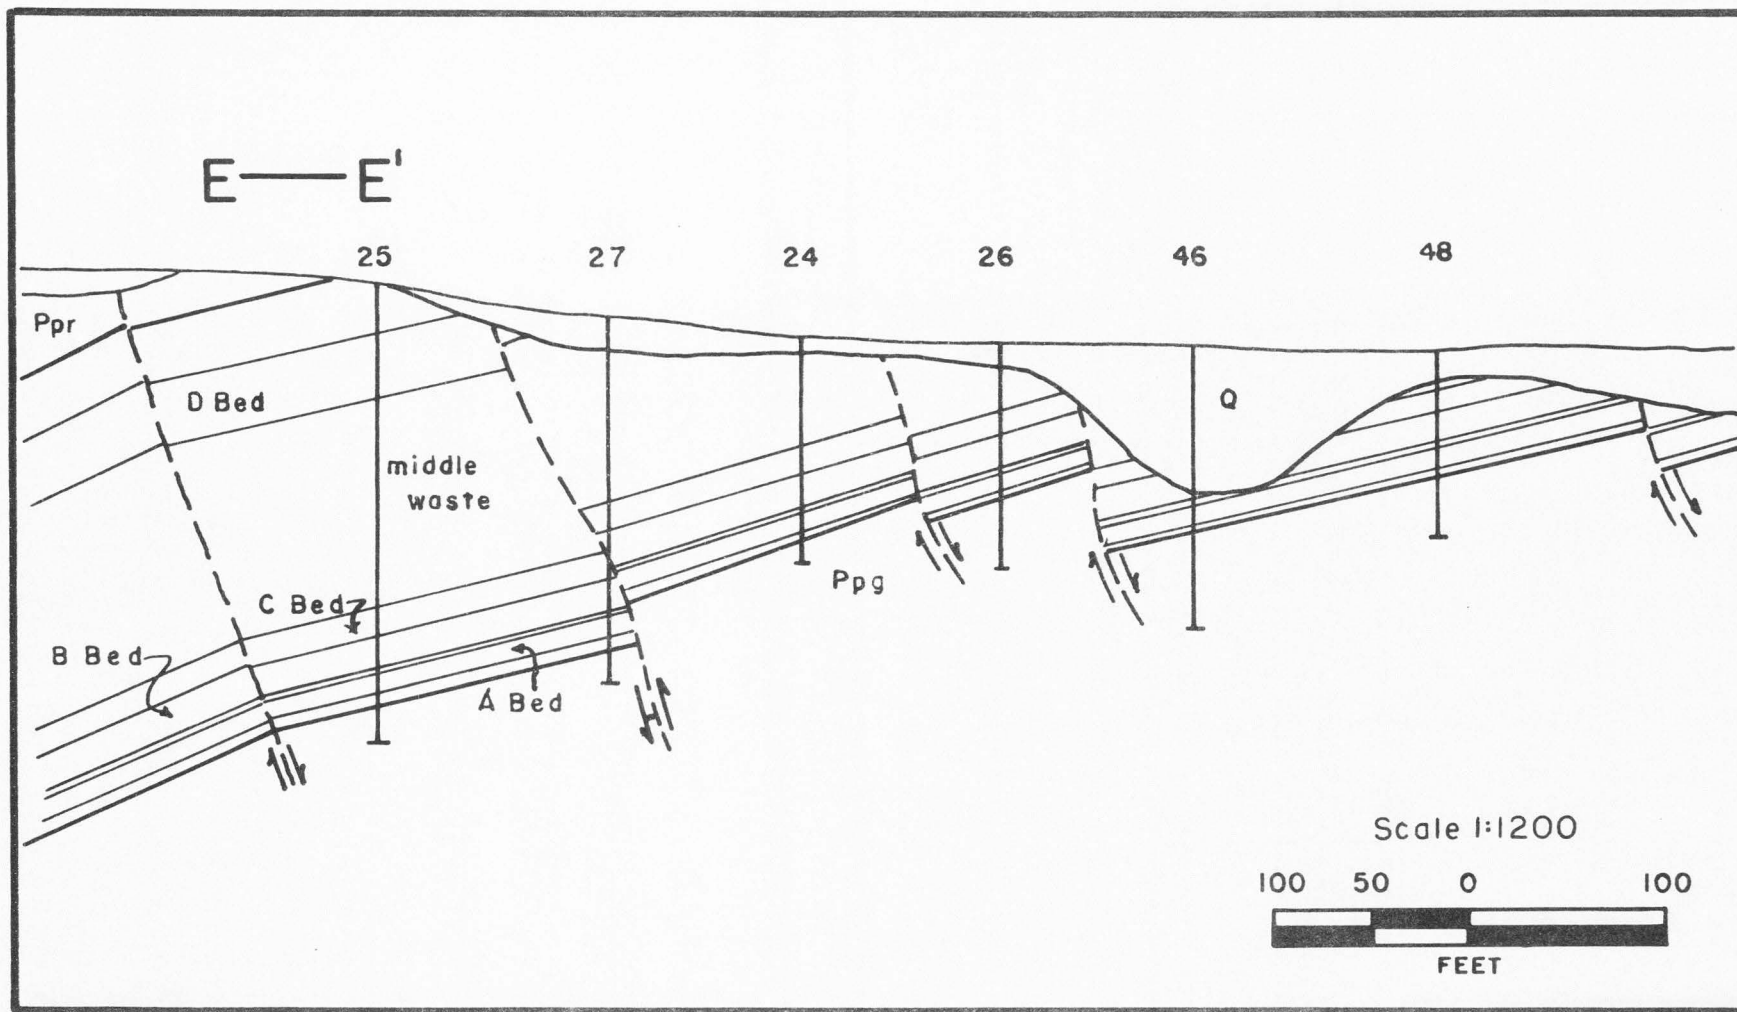 E — E'
25 27 24 26 46 48
Ppr
D Bed
Q
middle
waste
Ppg
C Bed
B Bed
A Bed
Scale 1:1200
100 50 0 100
FEET